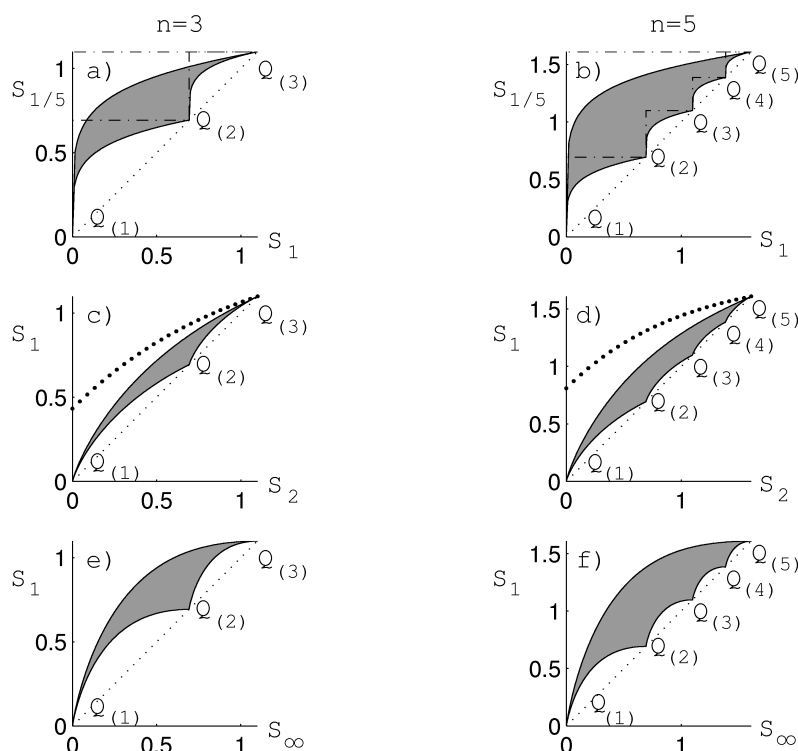 n=3
n=5
a)
S1/5
1
0.5
0
0
0.5
1
S1
Q(1)
Q(2)
Q(3)
b)
S1/5
1.5
1
0.5
0
0
1
S1
Q(1)
Q(2)
Q(3)
Q(4)
Q(5)
c)
S1
1
0.5
0
0
0.5
1
S2
Q(1)
Q(2)
Q(3)
d)
S1
1.5
1
0.5
0
0
1
S2
Q(1)
Q(2)
Q(3)
Q(4)
Q(5)
e)
S1
1
0.5
0
0
0.5
1
S∞
Q(1)
Q(2)
Q(3)
f)
S1
1.5
1
0.5
0
0
1
S∞
Q(1)
Q(2)
Q(3)
Q(4)
Q(5)